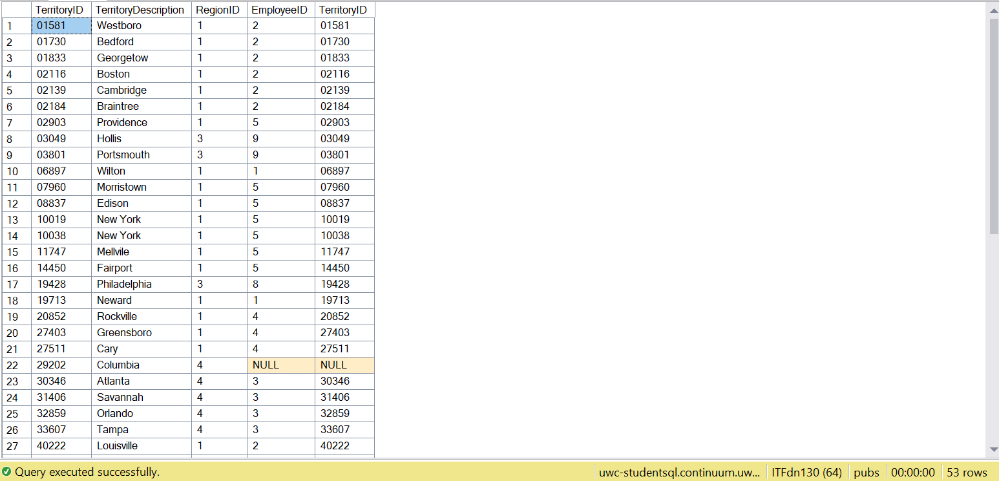 TerritoryID TerritoryDescription RegionID EmployeeID TerritoryID
1 01581 Westboro 1 2 01581
2 01730 Bedford 1 2 01730
3 01833 Georgetow 1 2 01833
4 02116 Boston 1 2 02116
5 02139 Cambridge 1 2 02139
6 02184 Braintree 1 2 02184
7 02903 Providence 1 5 02903
8 03049 Hollis 3 9 03049
9 03801 Portsmouth 3 9 03801
10 06897 Wilton 1 1 06897
11 07960 Morristown 1 5 07960
12 08837 Edison 1 5 08837
13 10019 New York 1 5 10019
14 10038 New York 1 5 10038
15 11747 Mellvile 1 5 11747
16 14450 Fairport 1 5 14450
17 19428 Philadelphia 3 8 19428
18 19713 Neward 1 1 19713
19 20852 Rockville 1 4 20852
20 27403 Greensboro 1 4 27403
21 27511 Cary 1 4 27511
22 29202 Columbia 4 NULL NULL
23 30346 Atlanta 4 3 30346
24 31406 Savannah 4 3 31406
25 32859 Orlando 4 3 32859
26 33607 Tampa 4 3 33607
27 40222 Louisville 1 2 40222
Query executed successfully. uwc-studentsql.continuum.uw... ITFdn130 (64) pubs 00:00:00 53 rows